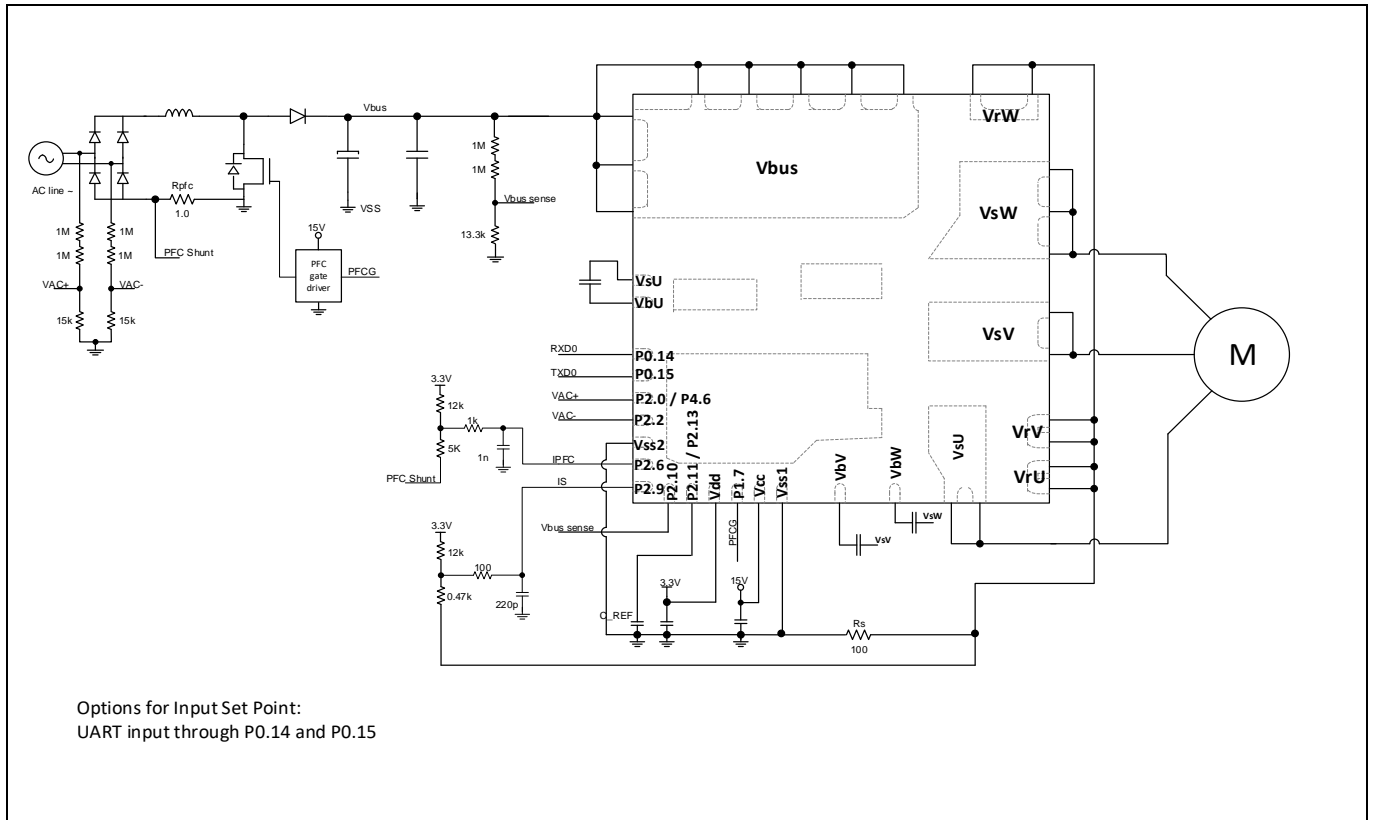 Vbus
VrW
AC line ~
Rpfc
1.0
VSS
1M
1M
Vbus sense
13.3k
Vbus
VsW
1M
1M
1M
1M
PFC Shunt
15V
PFC
gate
driver
PFCG
VAC+
VAC-
15k
15k
VsU
VbU
VsV
M
RXD0
P0.14
TXD0
P0.15
VAC+
P2.0 / P4.6
VAC-
P2.2
3.3V
12k
1k
5K
1n
PFC Shunt
Vss2
IPFC
P2.6
IS
P2.9
P2.10
P2.11 / P2.13
Vdd
P1.7
Vcc
Vss1
VbV
VbW
VsU
VrV
VrU
Vbus sense
PFCG
VsW
VsV
3.3V
12k
100
0.47k
220p
C_REF
3.3V
15V
Rs
100
Options for Input Set Point:
UART input through P0.14 and P0.15